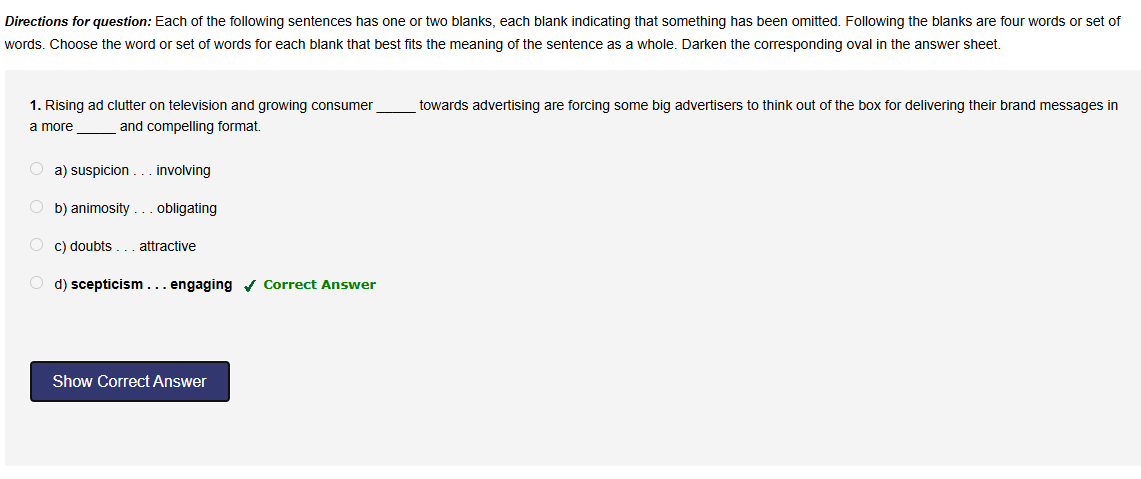 Directions for question: Each of the following sentences has one or two blanks, each blank indicating that something has been omitted. Following the blanks are four words or set of
words. Choose the word or set of words for each blank that best fits the meaning of the sentence as a whole. Darken the corresponding oval in the answer sheet.
1. Rising ad clutter on television and growing consumer _____ towards advertising are forcing some big advertisers to think out of the box for delivering their brand messages in
a more _____ and compelling format.
a) suspicion . . . involving
b) animosity . . . obligating
c) doubts . . . attractive
d) scepticism . . . engaging ✓ Correct Answer
Show Correct Answer